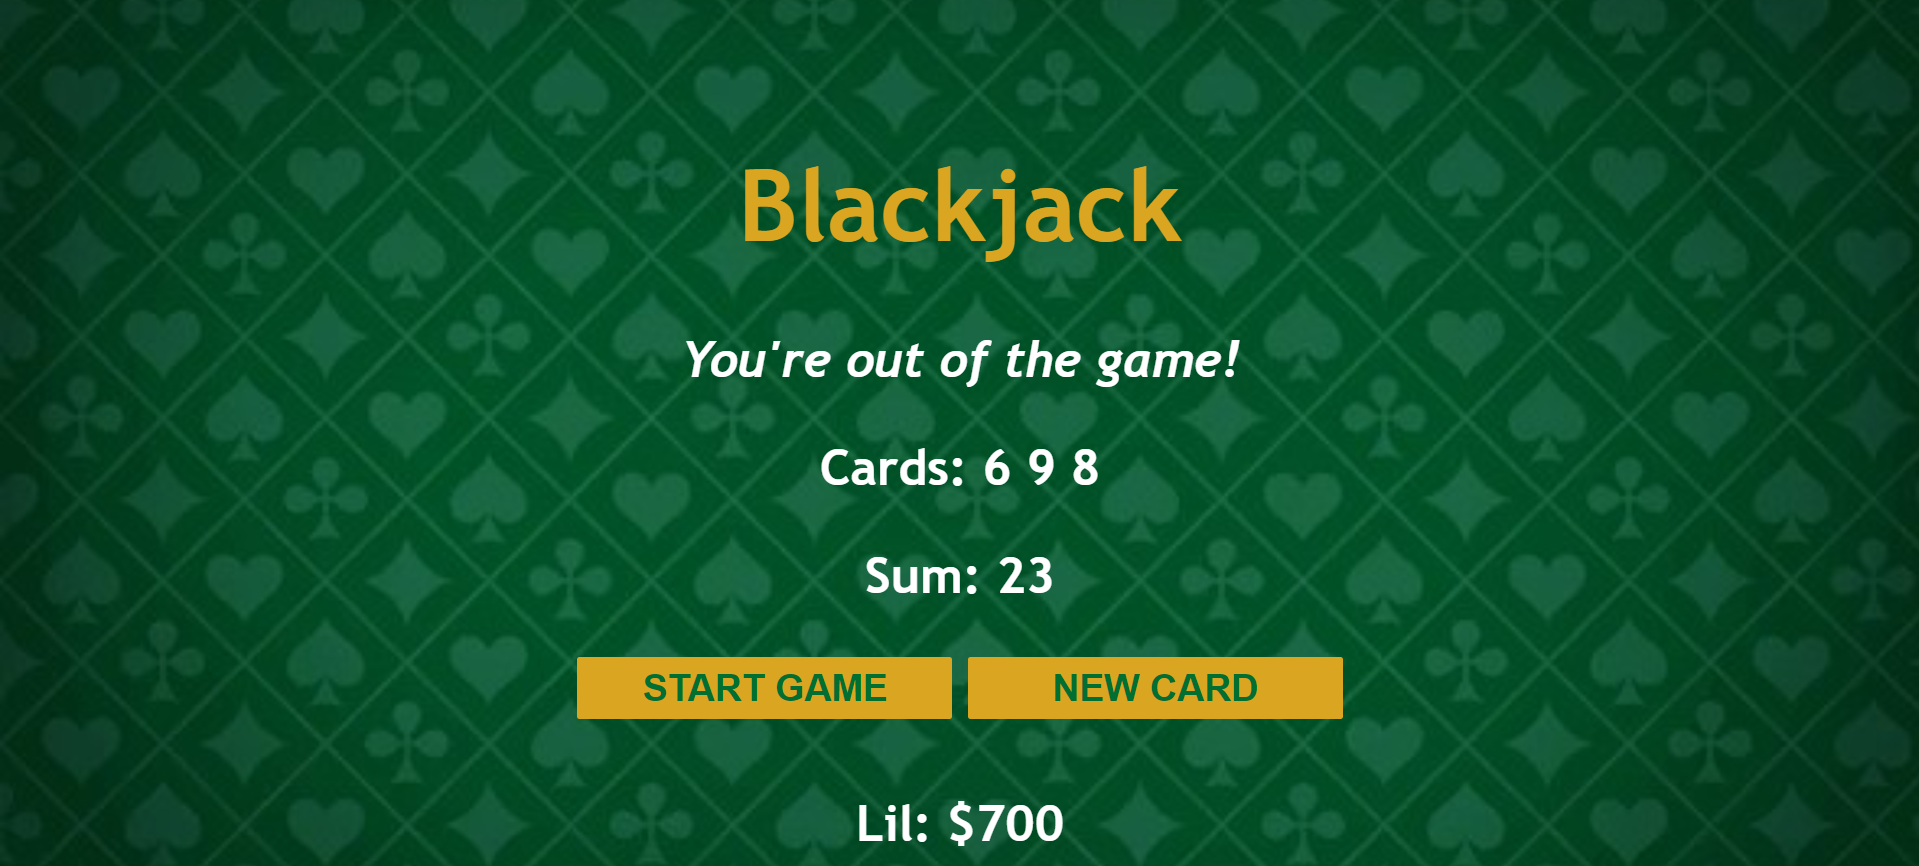 Blackjack
You're out of the game!
Cards: 6 9 8
Sum: 23
START GAME
NEW CARD
Lil: $700